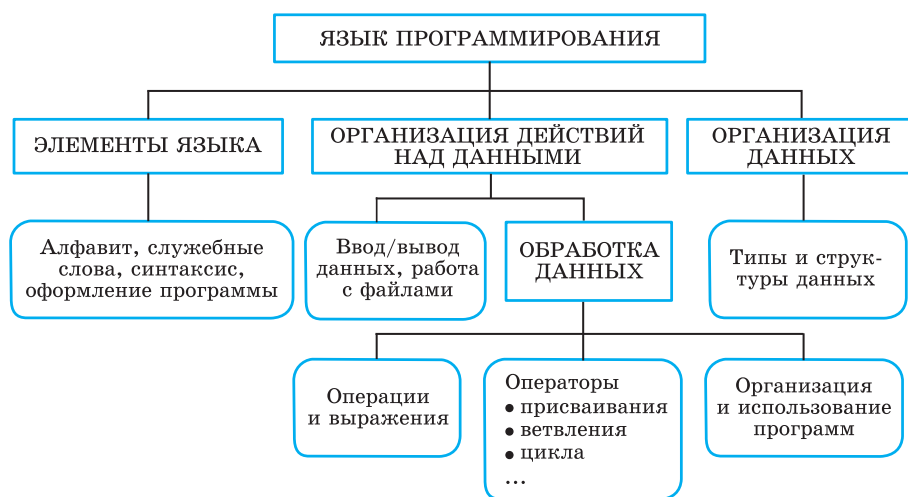 ЯЗЫК ПРОГРАММИРОВАНИЯ
ЭЛЕМЕНТЫ ЯЗЫКА
ОРГАНИЗАЦИЯ ДЕЙСТВИЙ
НАД ДАННЫМИ
ОРГАНИЗАЦИЯ
ДАННЫХ
Алфавит, служебные
слова, синтаксис,
оформление программы
Ввод/вывод
данных, работа
с файлами
ОБРАБОТКА
ДАННЫХ
Типы и струк-
туры данных
Операции
и выражения
Операторы
• присваивания
• ветвления
• цикла
...
Организация
и использование
программ